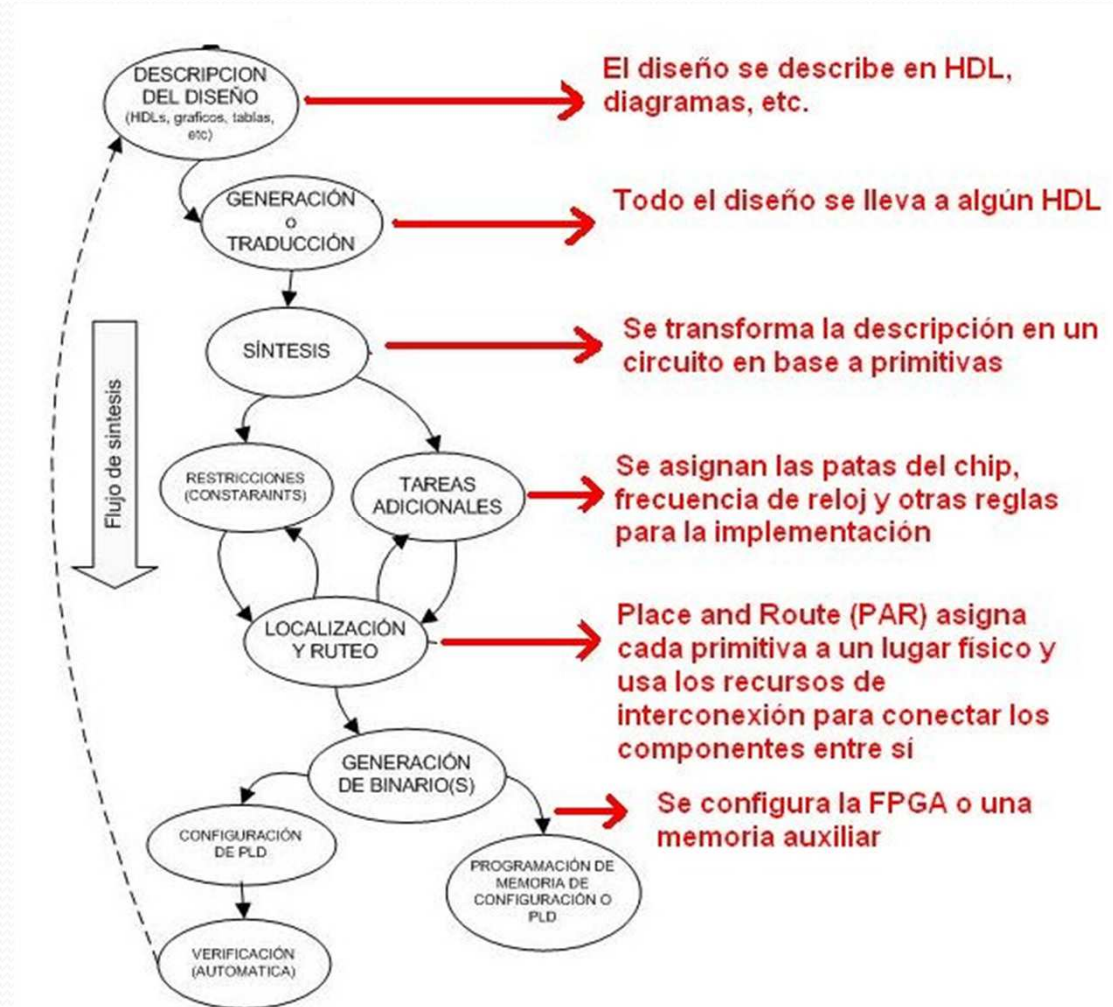 DESCRIPCION
DEL DISEÑO
(HDLs, graficos, tablas,
etc)
El diseño se describe en HDL,
diagramas, etc.
GENERACIÓN
o
TRADUCCIÓN
Todo el diseño se lleva a algún HDL
SÍNTESIS
Se transforma la descripción en un
circuito en base a primitivas
Flujo de sintesis
RESTRICCIONES
(CONSTARAINTS)
TAREAS
ADICIONALES
Se asignan las patas del chip,
frecuencia de reloj y otras reglas
para la implementación
LOCALIZACIÓN
Y RUTEO
Place and Route (PAR) asigna
cada primitiva a un lugar físico y
usa los recursos de
interconexión para conectar los
componentes entre sí
GENERACIÓN
DE BINARIO(S)
Se configura la FPGA o una
memoria auxiliar
CONFIGURACIÓN
DE PLD
PROGRAMACIÓN DE
MEMORIA DE
CONFIGURACIÓN O
PLD
VERIFICACIÓN
(AUTOMATICA)